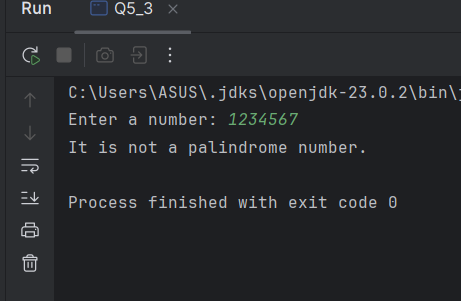 Run Q5_3
C:\Users\ASUS\.jdks\openjdk-23.0.2\bin\j
Enter a number: 1234567
It is not a palindrome number.
Process finished with exit code 0